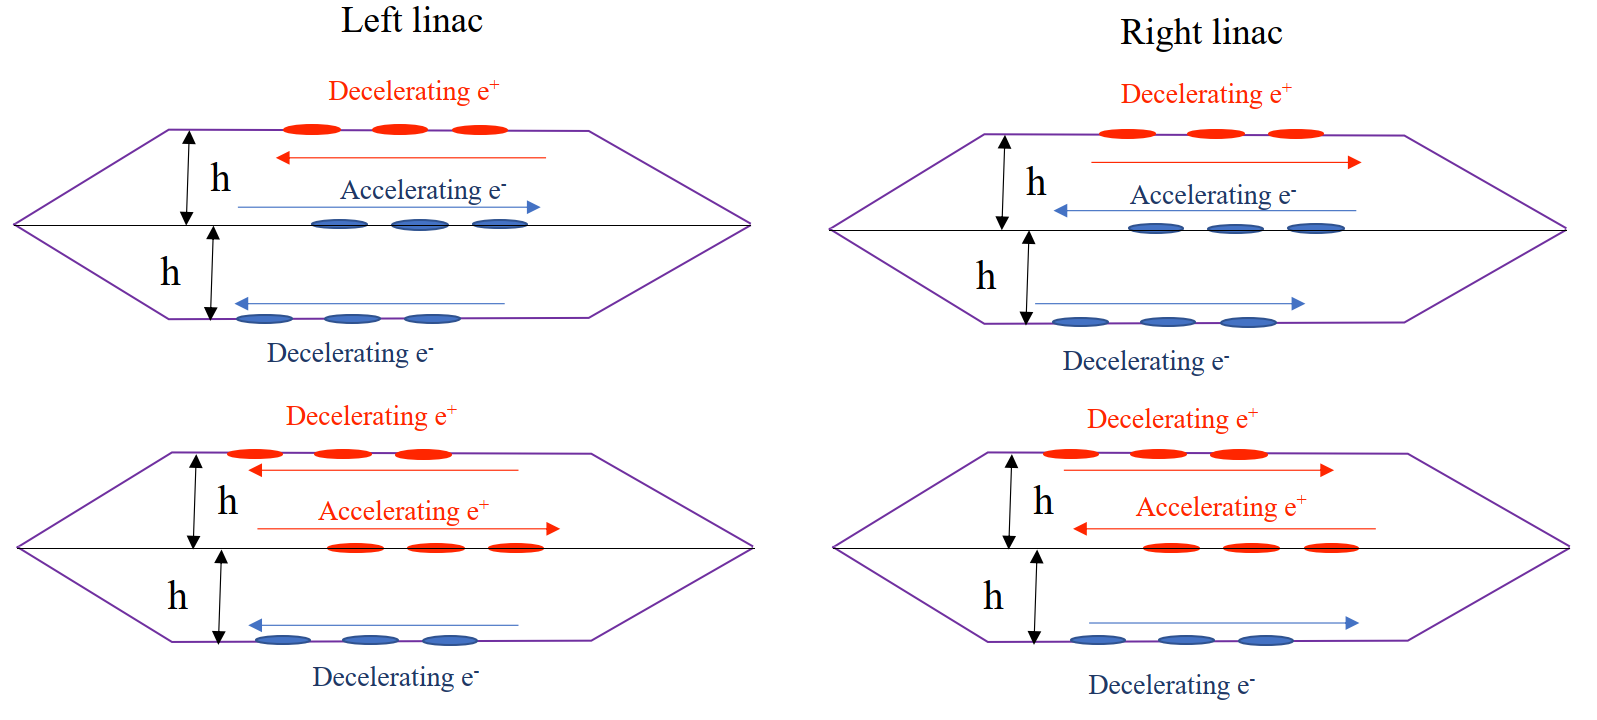 Left linac
Right linac
Decelerating e⁺
Decelerating e⁺
h
Accelerating e⁻
h
Accelerating e⁻
h
h
Decelerating e⁻
Decelerating e⁻
Decelerating e⁺
Decelerating e⁺
h
Accelerating e⁺
h
Accelerating e⁺
h
h
Decelerating e⁻
Decelerating e⁻